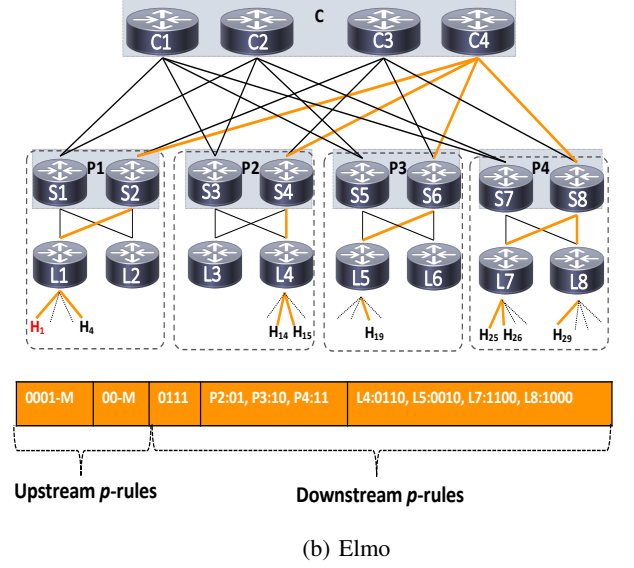 C
C1 C2 C3 C4
P1 P2 P3 P4
S1 S2 S3 S4 S5 S6 S7 S8
L1 L2 L3 L4 L5 L6 L7 L8
H1 H4 H14 H15 H19 H25 H26 H29
0001-M 00-M 0111 P2:01, P3:10, P4:11 L4:0110, L5:0010, L7:1100, L8:1000
Upstream p-rules Downstream p-rules
(b) Elmo